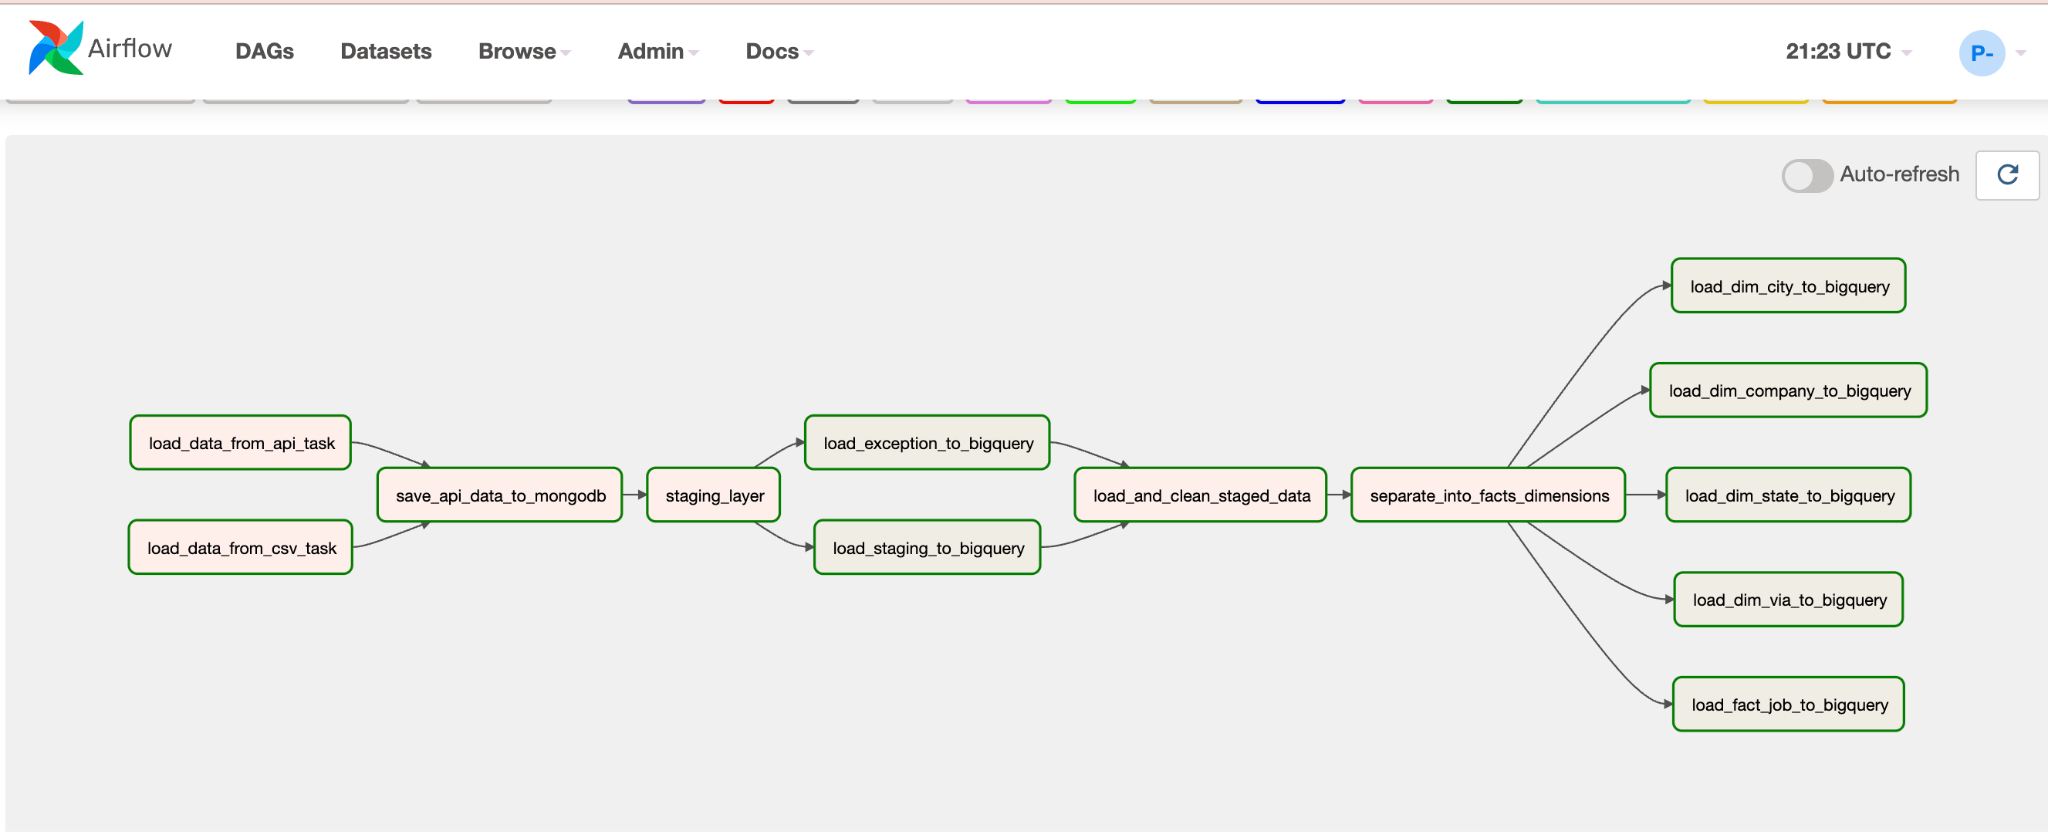 Airflow DAGs Datasets Browse Admin Docs 21:23 UTC P-
Auto-refresh
load_dim_city_to_bigquery
load_dim_company_to_bigquery
load_data_from_api_task load_exception_to_bigquery
save_api_data_to_mongodb staging_layer load_and_clean_staged_data separate_into_facts_dimensions load_dim_state_to_bigquery
load_data_from_csv_task load_staging_to_bigquery
load_dim_via_to_bigquery
load_fact_job_to_bigquery